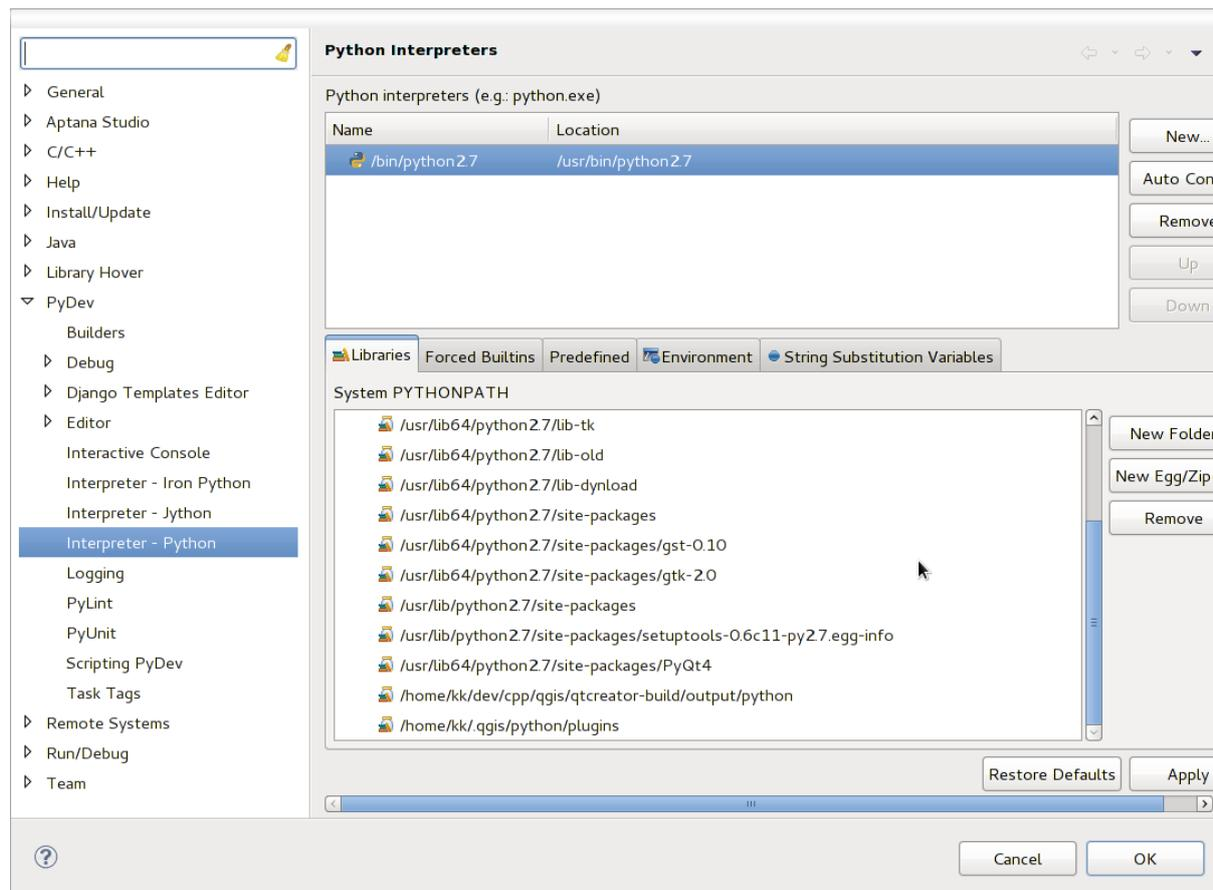 Python Interpreters
General
Aptana Studio
C/C++
Help
Install/Update
Java
Library Hover
PyDev
Builders
Debug
Django Templates Editor
Editor
Interactive Console
Interpreter - Iron Python
Interpreter - Jython
Interpreter - Python
Logging
PyLint
PyUnit
Scripting PyDev
Task Tags
Remote Systems
Run/Debug
Team
Python interpreters (e.g.: python.exe)
Name Location
/bin/python2.7 /usr/bin/python2.7
New...
Auto Con
Remove
Up
Down
Libraries Forced Builtins Predefined Environment String Substitution Variables
System PYTHONPATH
/usr/lib64/python2.7/lib-tk
/usr/lib64/python2.7/lib-old
/usr/lib64/python2.7/lib-dynload
/usr/lib64/python2.7/site-packages
/usr/lib64/python2.7/site-packages/gst-0.10
/usr/lib64/python2.7/site-packages/gtk-2.0
/usr/lib/python2.7/site-packages
/usr/lib/python2.7/site-packages/setuptools-0.6c11-py2.7.egg-info
/usr/lib64/python2.7/site-packages/PyQt4
/home/kk/dev/cpp/qgis/qtcreator-build/output/python
/home/kk/.qgis/python/plugins
New Folder
New Egg/Zip
Remove
Restore Defaults Apply
Cancel OK